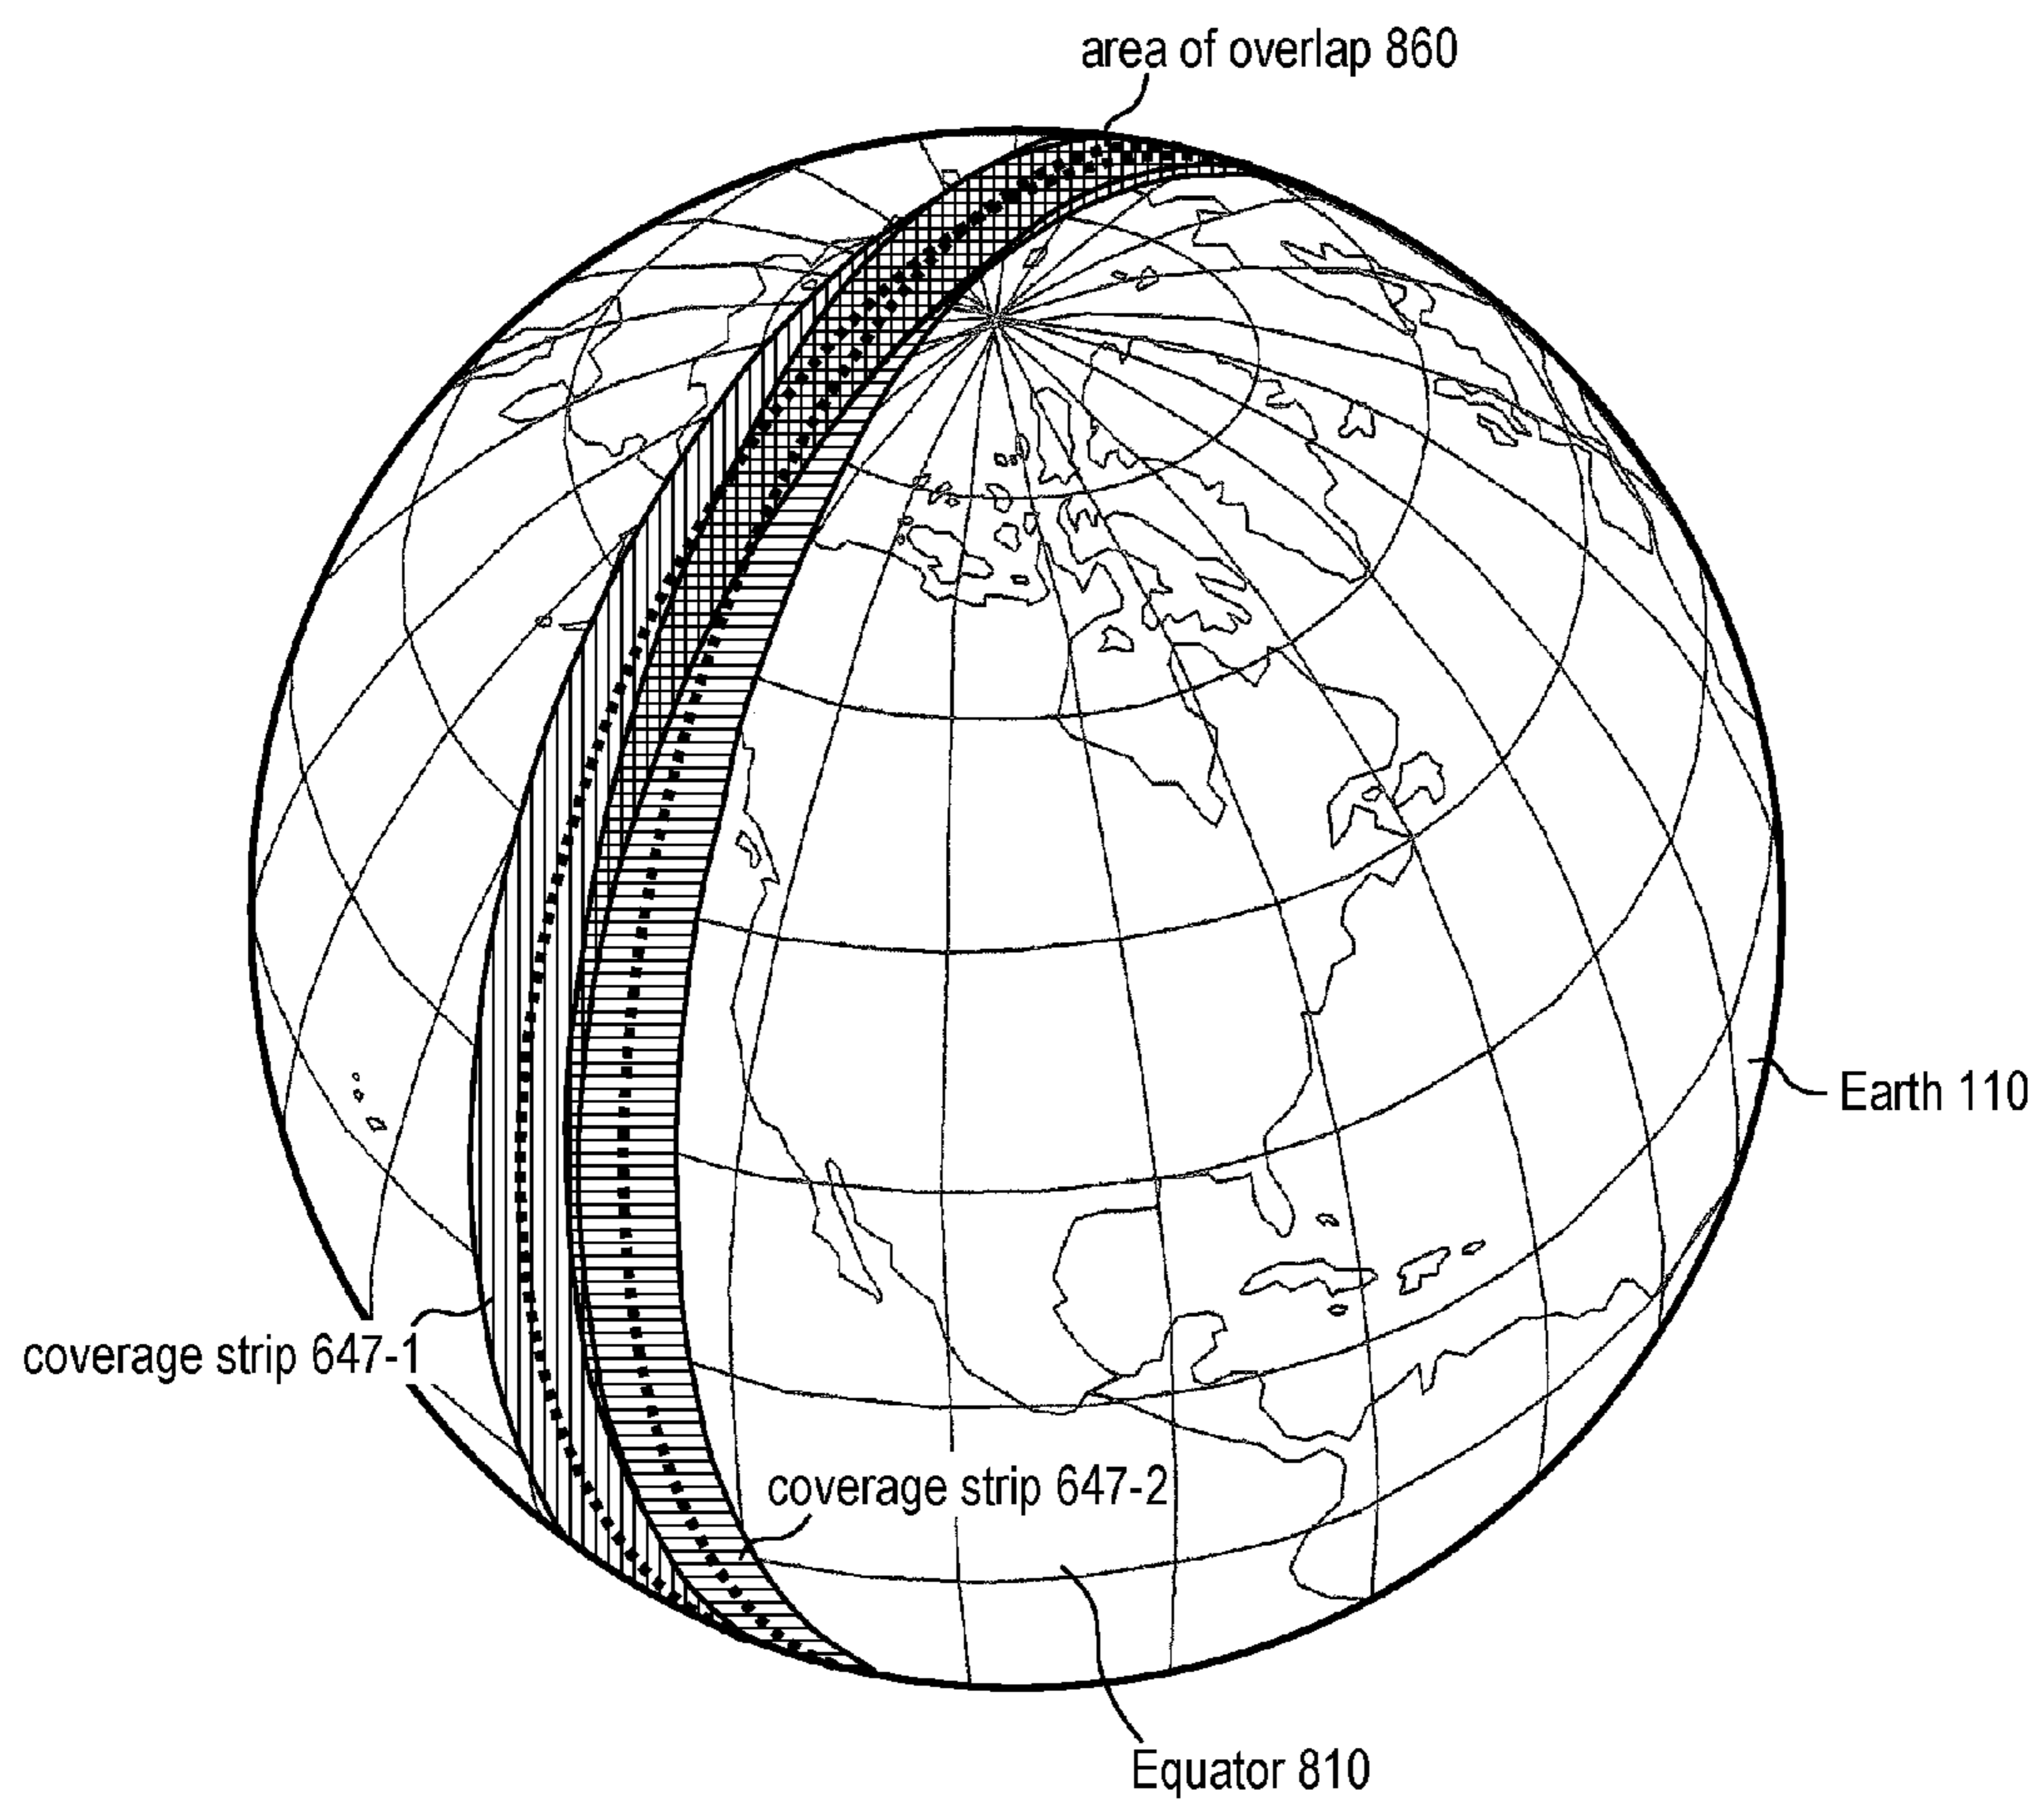 area of overlap 860
Earth 110
coverage strip 647-1
coverage strip 647-2
Equator 810